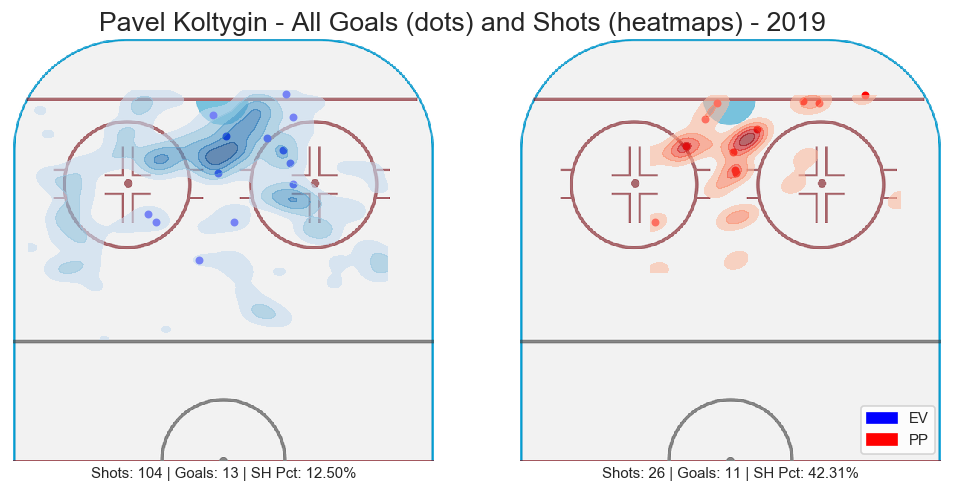 Pavel Koltygin - All Goals (dots) and Shots (heatmaps) - 2019
EV
PP
Shots: 104 | Goals: 13 | SH Pct: 12.50%
Shots: 26 | Goals: 11 | SH Pct: 42.31%